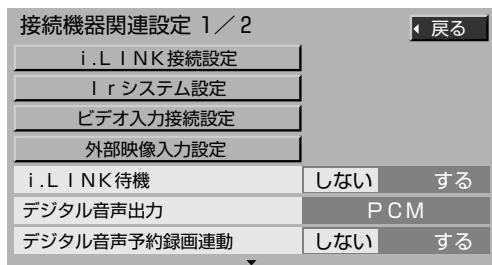 接続機器関連設定 １／２
戻る
ｉ.ＬＩＮＫ接続設定
Ｉｒシステム設定
ビデオ入力接続設定
外部映像入力設定
ｉ.ＬＩＮＫ待機 しない する
デジタル音声出力 ＰＣＭ
デジタル音声予約録画連動 しない する